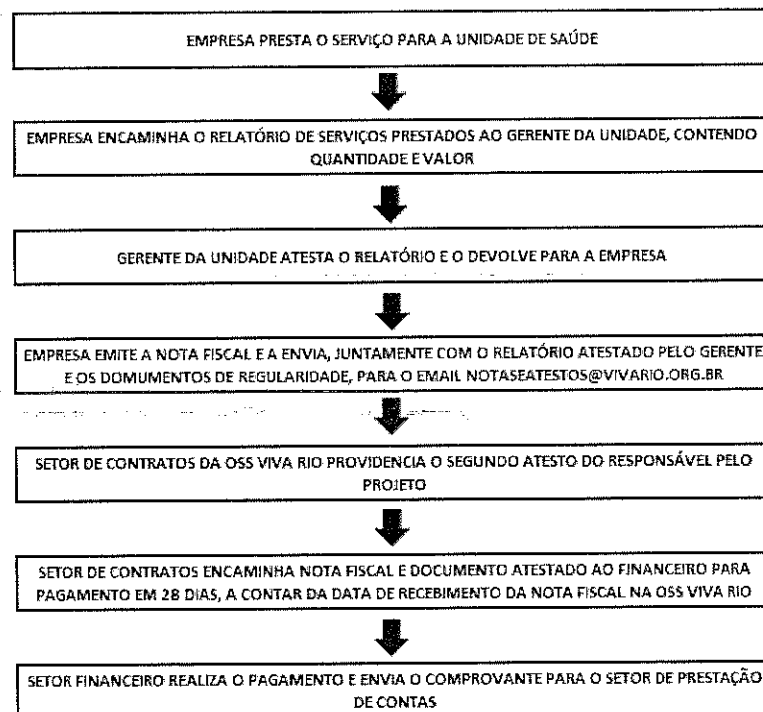 EMPRESA PRESTA O SERVIÇO PARA A UNIDADE DE SAÚDE
EMPRESA ENCAMINHA O RELATÓRIO DE SERVIÇOS PRESTADOS AO GERENTE DA UNIDADE, CONTENDO
QUANTIDADE E VALOR
GERENTE DA UNIDADE ATESTA O RELATÓRIO E O DEVOLVE PARA A EMPRESA
EMPRESA EMITE A NOTA FISCAL E A ENVIA, JUNTAMENTE COM O RELATÓRIO ATESTADO PELO GERENTE
E OS DOMUMENTOS DE REGULARIDADE, PARA O EMAIL NOTASEATESTOS@VIVARIO.ORG.BR
SETOR DE CONTRATOS DA OSS VIVA RIO PROVIDENCIA O SEGUNDO ATESTO DO RESPONSÁVEL PELO
PROJETO
SETOR DE CONTRATOS ENCAMINHA NOTA FISCAL E DOCUMENTO ATESTADO AO FINANCEIRO PARA
PAGAMENTO EM 28 DIAS, A CONTAR DA DATA DE RECEBIMENTO DA NOTA FISCAL NA OSS VIVA RIO
SETOR FINANCEIRO REALIZA O PAGAMENTO E ENVIA O COMPROVANTE PARA O SETOR DE PRESTAÇÃO
DE CONTAS